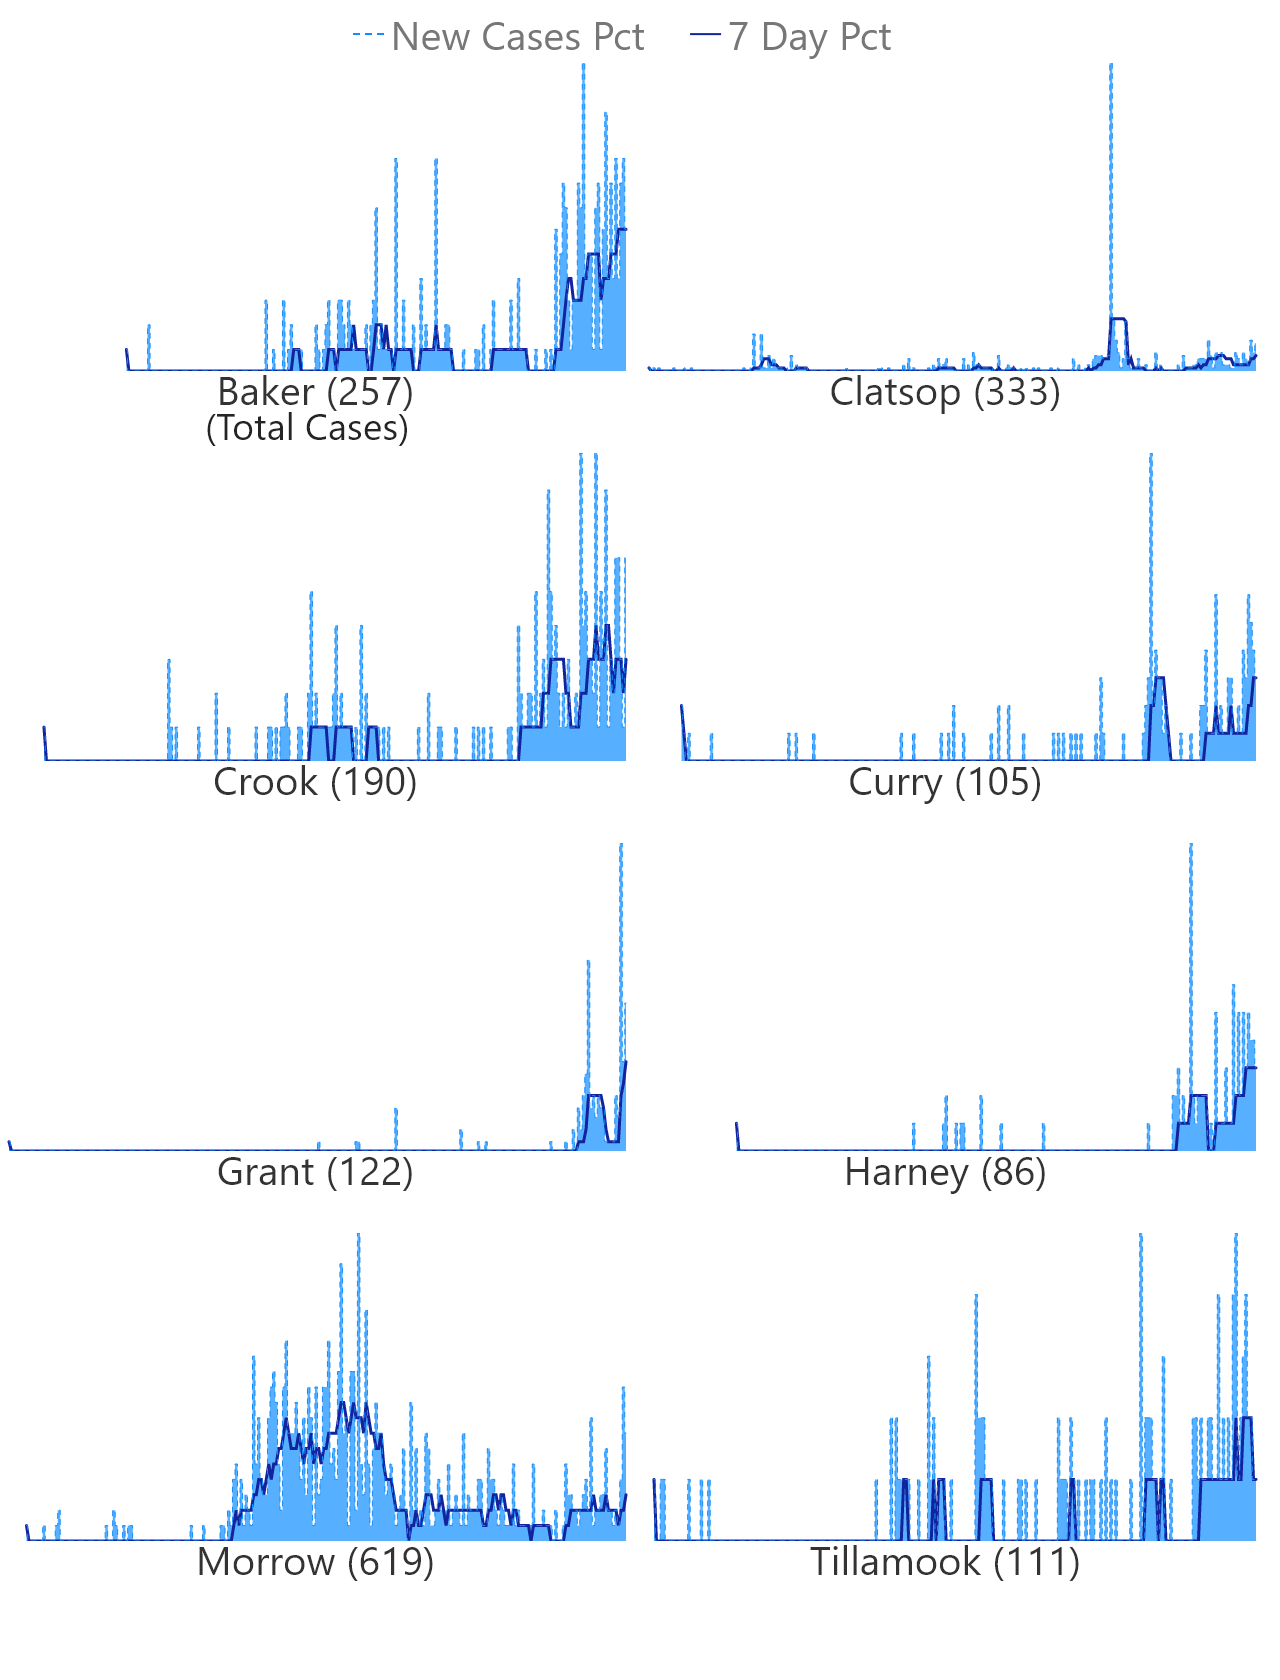 New Cases Pct 7 Day Pct
Baker (257) Clatsop (333)
(Total Cases)
Crook (190) Curry (105)
Grant (122) Harney (86)
Morrow (619) Tillamook (111)